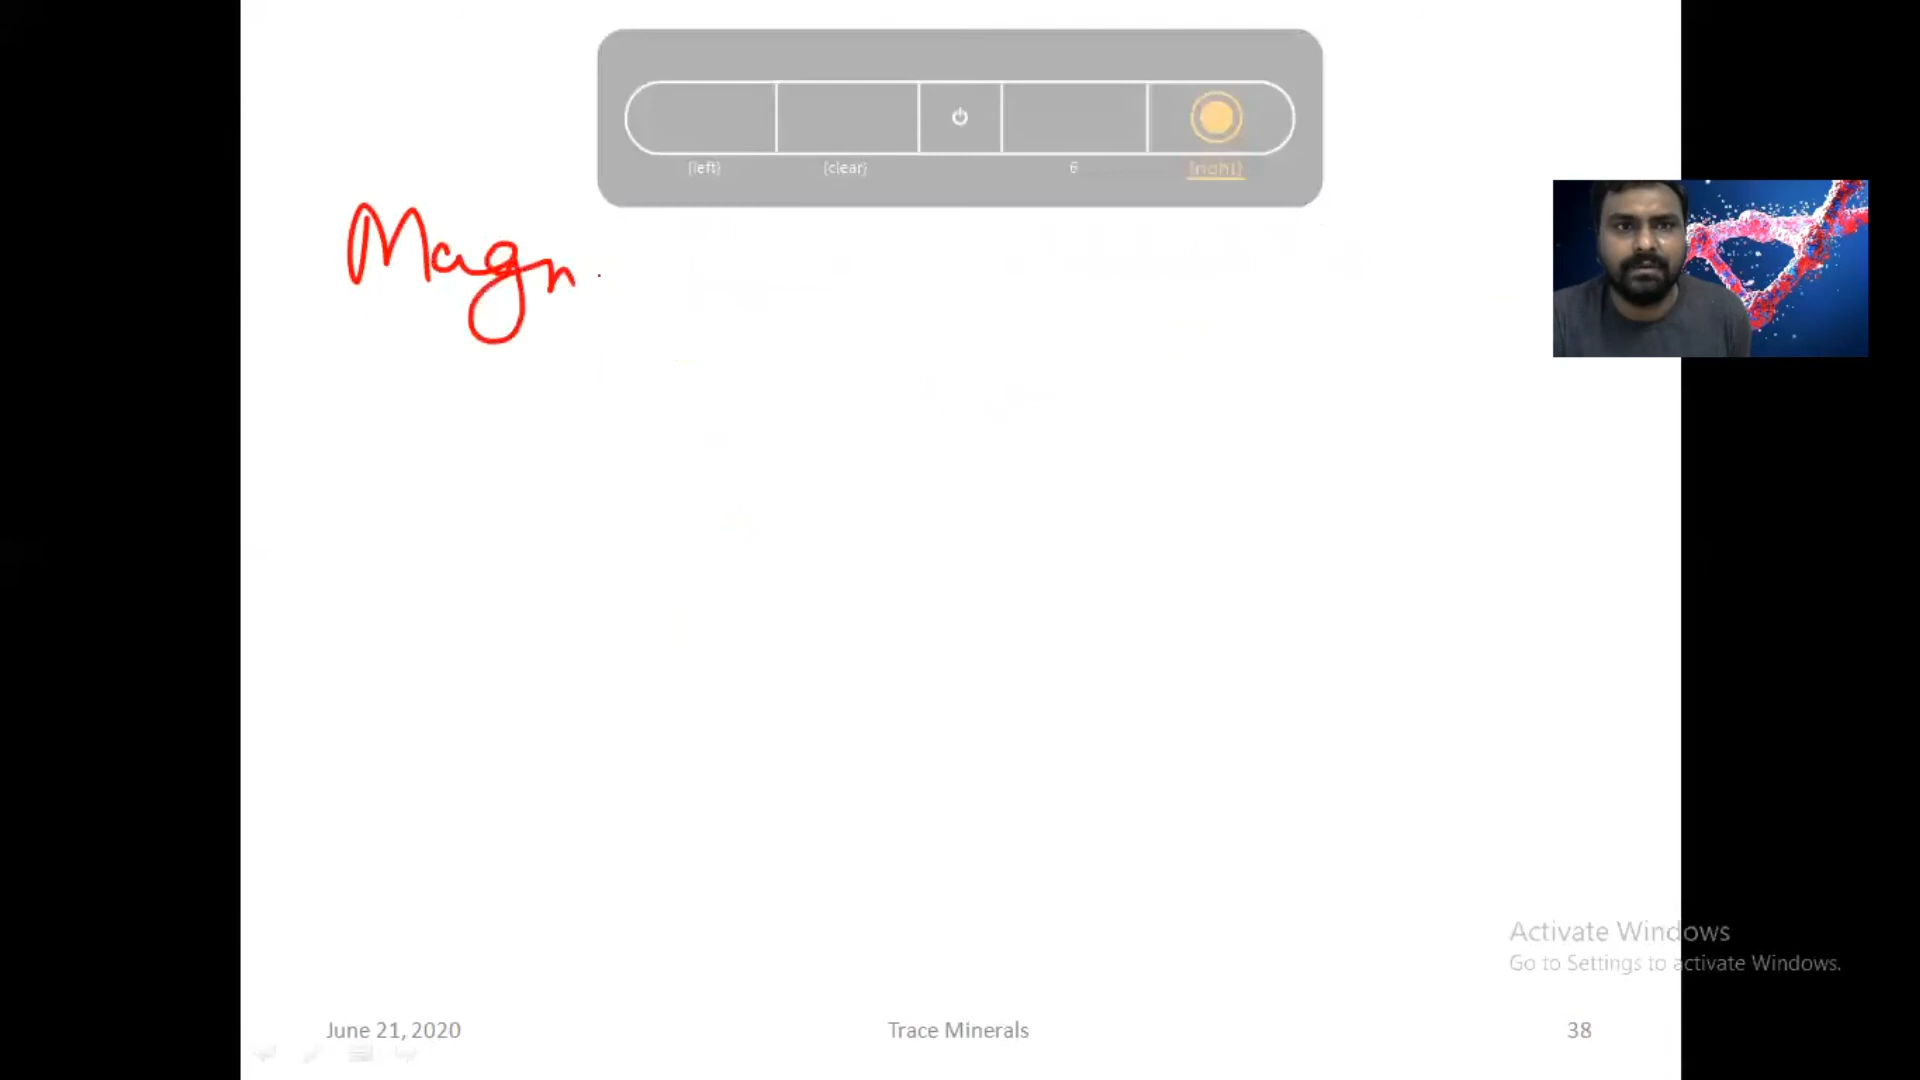 {left} {clear} 6 {right}
Magn
Activate Windows
Go to Settings to activate Windows.
June 21, 2020 Trace Minerals 38